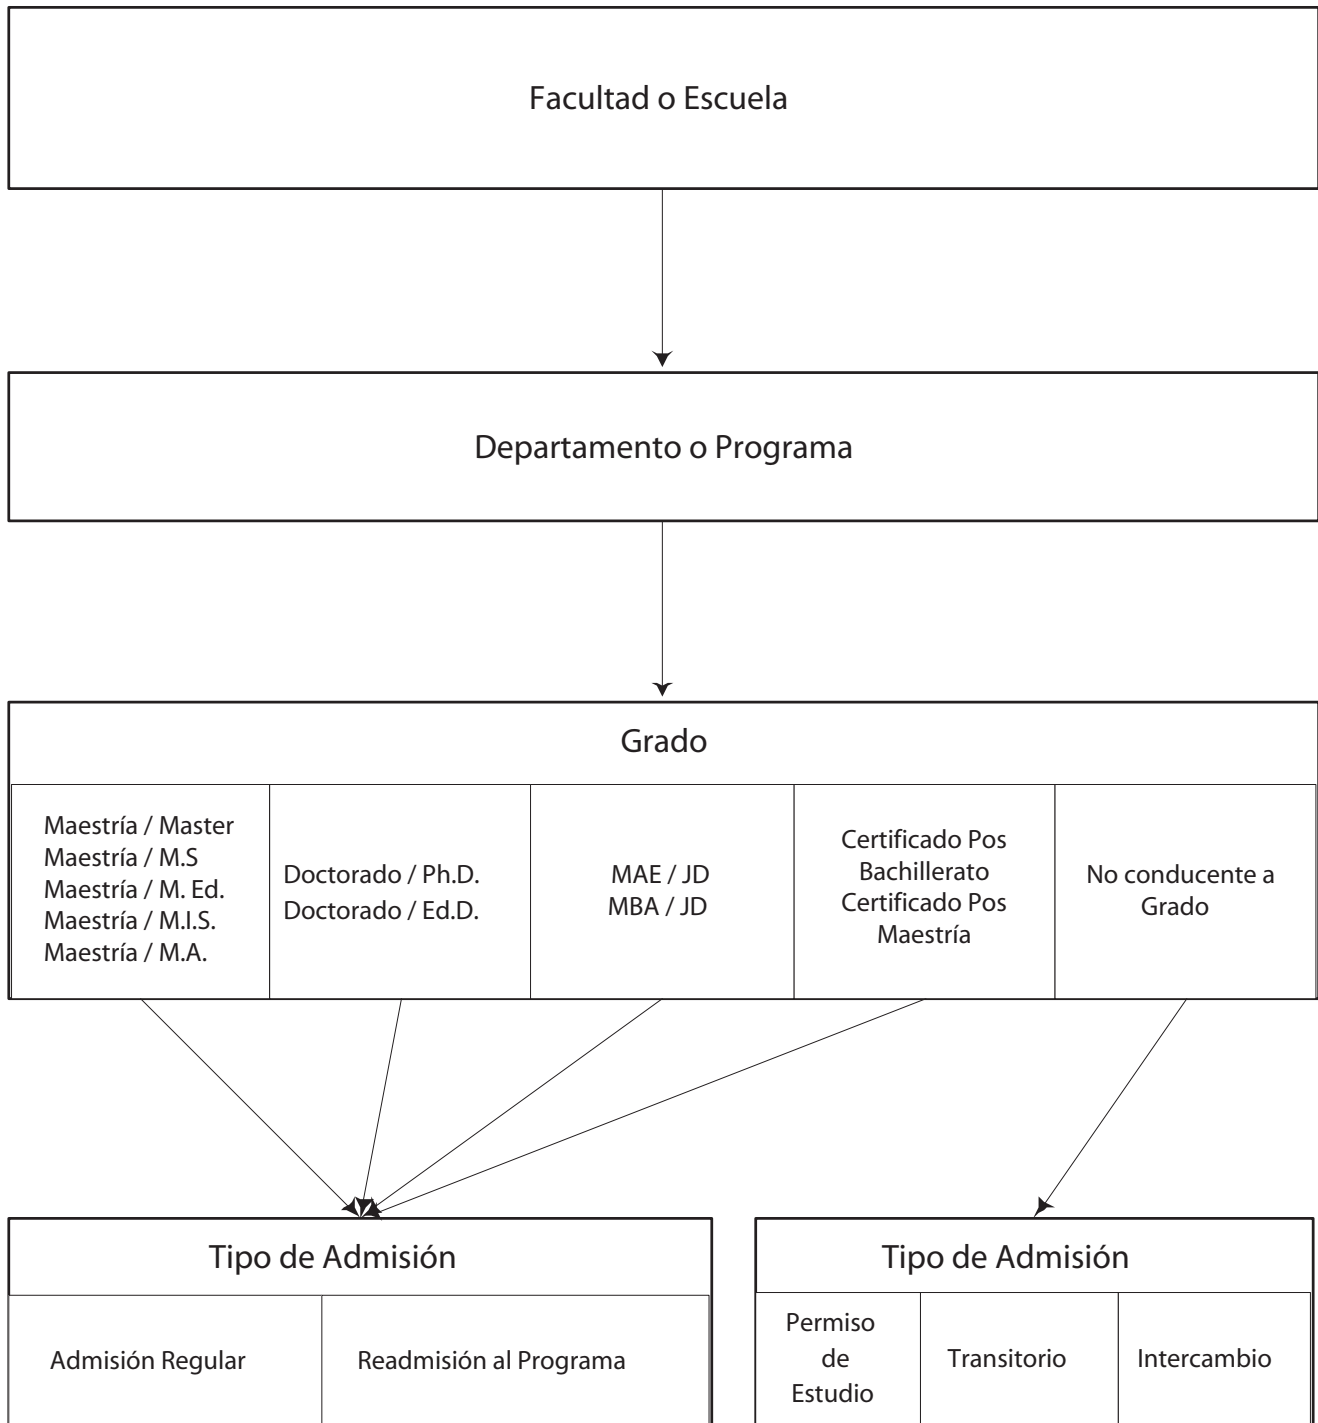 Facultad o Escuela
Departamento o Programa
Grado
Maestría / Master
Maestría / M.S
Maestría / M. Ed.
Maestría / M.I.S.
Maestría / M.A.
Doctorado / Ph.D.
Doctorado / Ed.D.
MAE / JD
MBA / JD
Certificado Pos
Bachillerato
Certificado Pos
Maestría
No conducente a
Grado
Tipo de Admisión
Admisión Regular
Readmisión al Programa
Tipo de Admisión
Permiso
de
Estudio
Transitorio
Intercambio